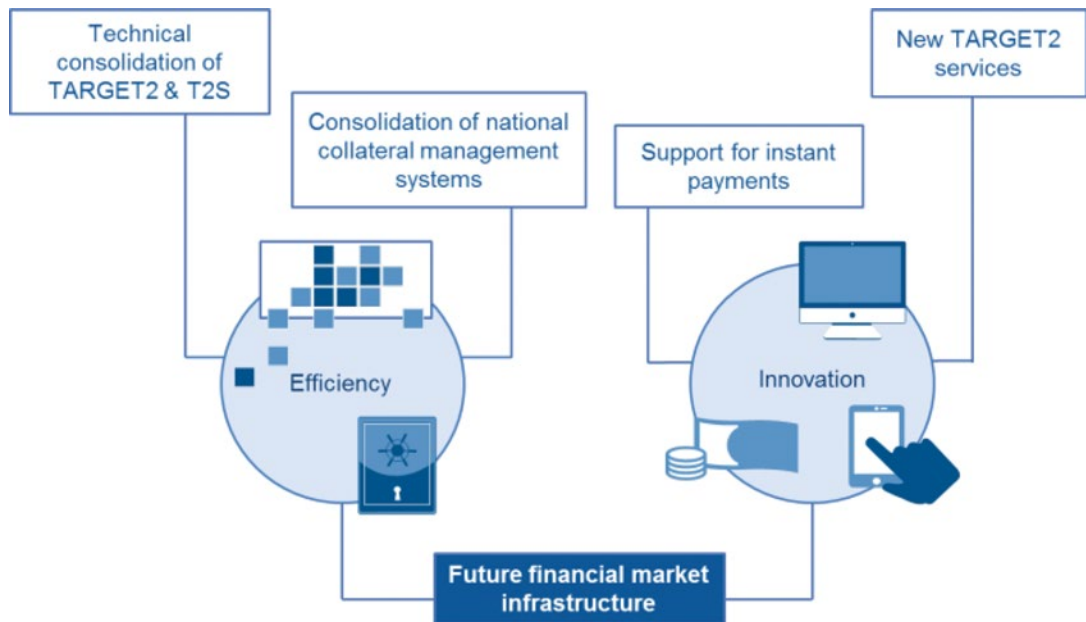 Technical
consolidation of
TARGET2 & T2S
Consolidation of national
collateral management
systems
Support for instant
payments
New TARGET2
services
Efficiency
Innovation
Future financial market
infrastructure